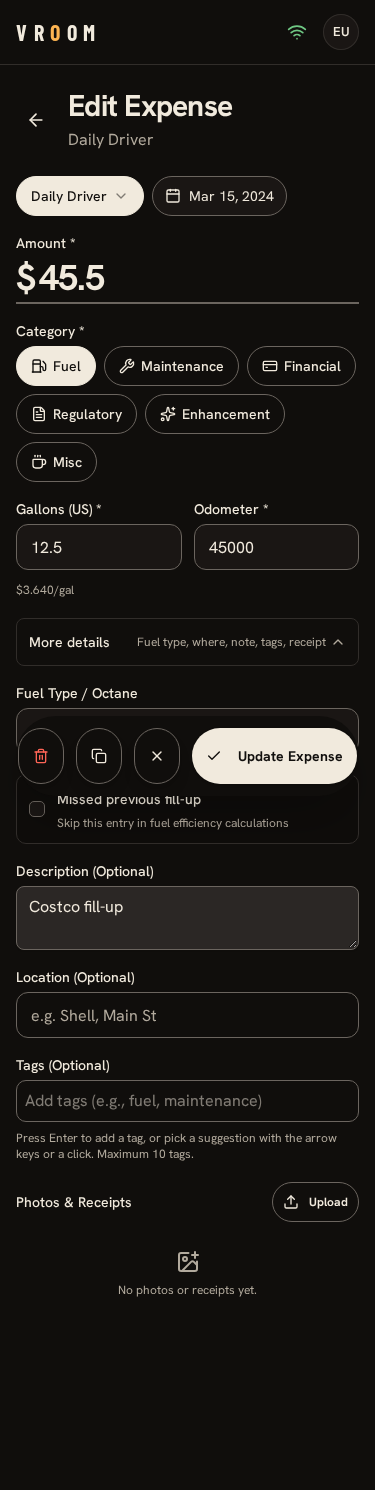 VROOM
EU
Edit Expense
Daily Driver
Daily Driver
Mar 15, 2024
Amount *
$ 45.5
Category *
Fuel
Maintenance
Financial
Regulatory
Enhancement
Misc
Gallons (US) *
Odometer *
12.5
45000
$3.640/gal
More details
Fuel type, where, note, tags, receipt
Fuel Type / Octane
Update Expense
Missed previous fill-up
Skip this entry in fuel efficiency calculations
Description (Optional)
Costco fill-up
Location (Optional)
e.g. Shell, Main St
Tags (Optional)
Add tags (e.g., fuel, maintenance)
Press Enter to add a tag, or pick a suggestion with the arrow
keys or a click. Maximum 10 tags.
Photos & Receipts
Upload
No photos or receipts yet.